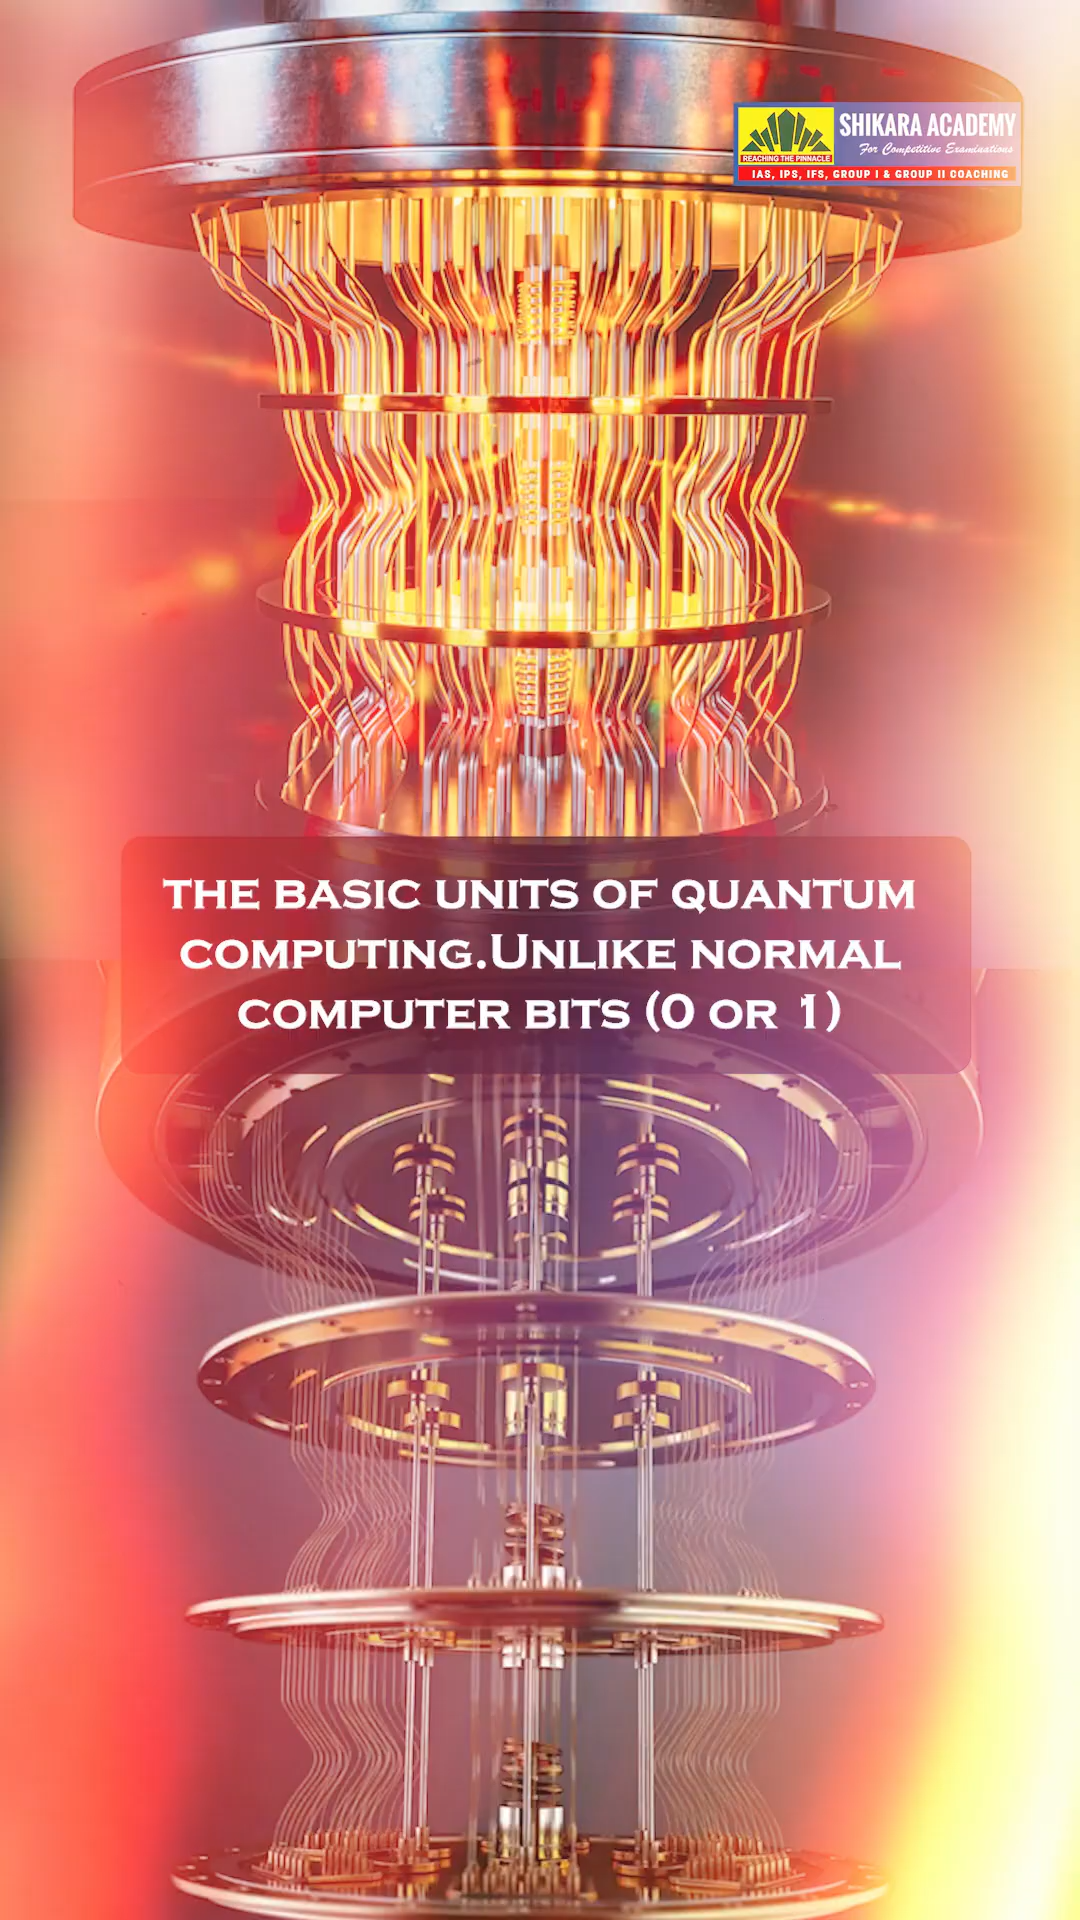 SHIKARA ACADEMY
For Competitive Examinations
REACHING THE PINNACLE
IAS, IPS, IFS, GROUP I & GROUP II COACHING
THE BASIC UNITS OF QUANTUM
COMPUTING.UNLIKE NORMAL
COMPUTER BITS (0 OR 1)